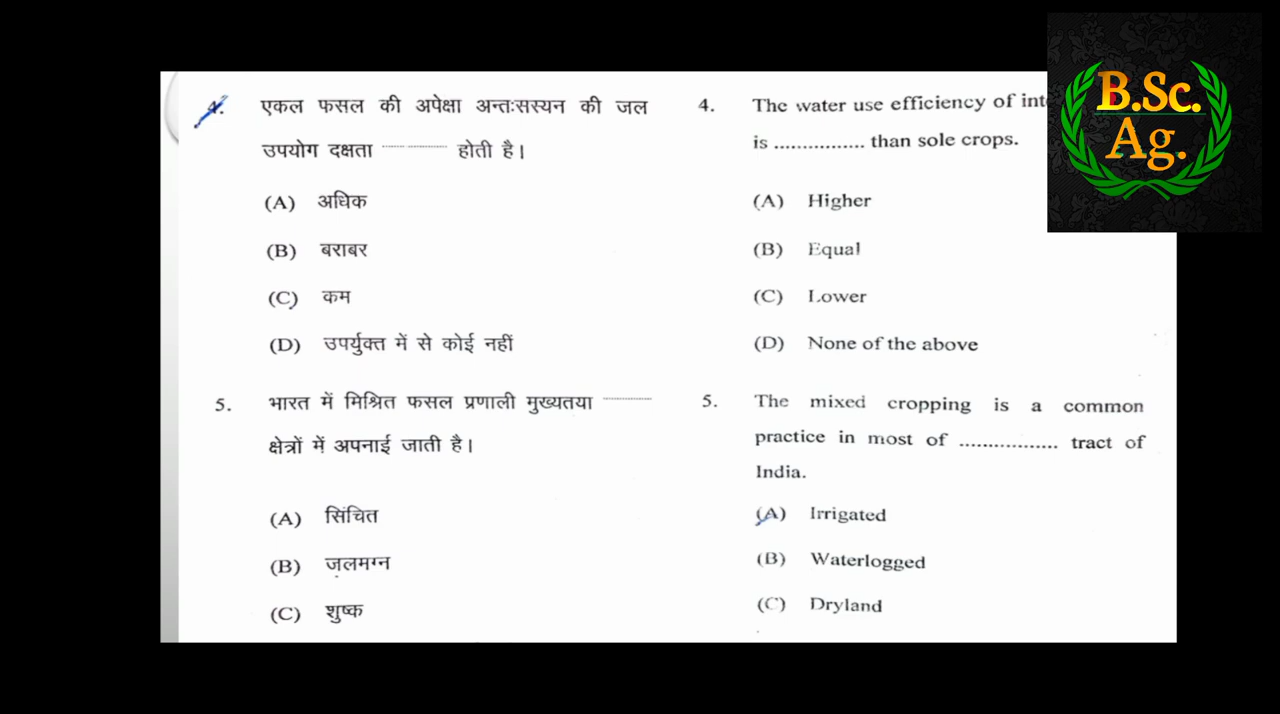 4. एकल फसल की अपेक्षा अन्तःसस्यन की जल
उपयोग दक्षता .................. होती है।
(A) अधिक
(B) बराबर
(C) कम
(D) उपर्युक्त में से कोई नहीं
5. भारत में मिश्रित फसल प्रणाली मुख्यतया ..............
क्षेत्रों में अपनाई जाती है।
(A) सिंचित
(B) जलमग्न
(C) शुष्क
4. The water use efficiency of
is ................ than sole crops.
(A) Higher
(B) Equal
(C) Lower
(D) None of the above
5. The mixed cropping is a common
practice in most of ................. tract of
India.
(A) Irrigated
(B) Waterlogged
(C) Dryland
B.Sc.
Ag.